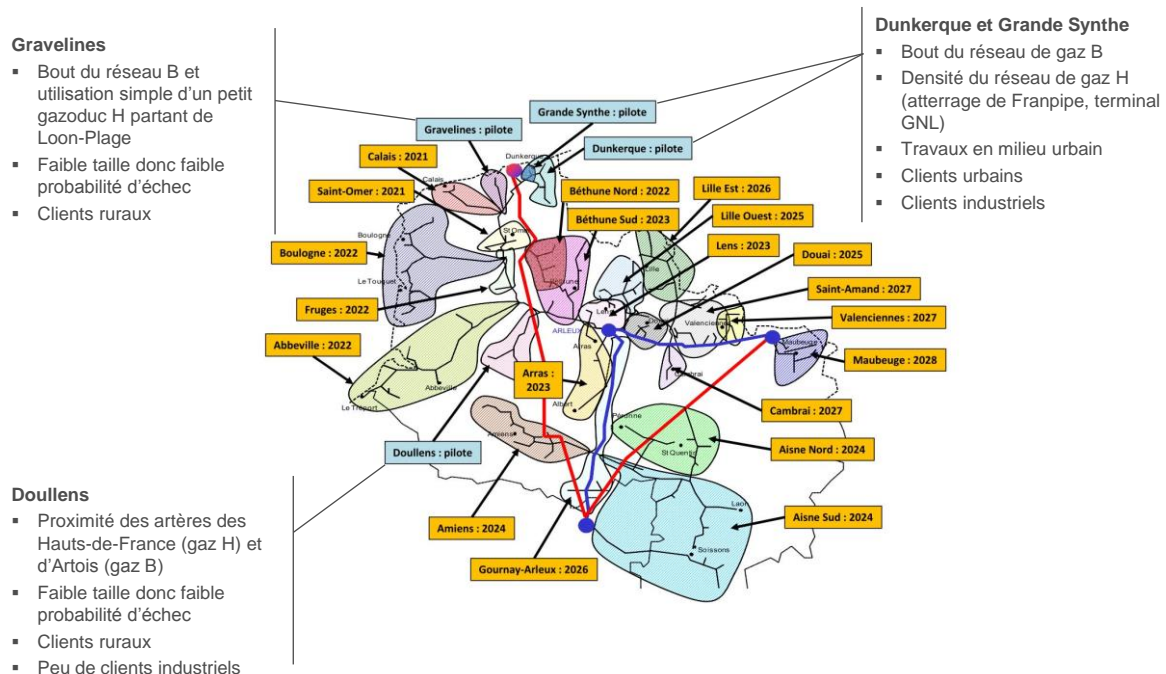 Gravelines
▪ Bout du réseau B et
utilisation simple d'un petit
gazoduc H partant de
Loon-Plage
▪ Faible taille donc faible
probabilité d'échec
▪ Clients ruraux
Dunkerque et Grande Synthe
▪ Bout du réseau de gaz B
▪ Densité du réseau de gaz H
(atterrage de Franpipe, terminal
GNL)
▪ Travaux en milieu urbain
▪ Clients urbains
▪ Clients industriels
Grande Synthe : pilote
Gravelines : pilote
Dunkerque : pilote
Calais : 2021
Saint-Omer : 2021
Béthune Nord : 2022
Béthune Sud : 2023
Lille Est : 2026
Lille Ouest : 2025
Lens : 2023
Douai : 2025
Boulogne : 2022
Saint-Amand : 2027
Fruges : 2022
Valenciennes : 2027
Abbeville : 2022
Maubeuge : 2028
Arras :
2023
Cambrai : 2027
Doullens : pilote
Aisne Nord : 2024
Amiens : 2024
Aisne Sud : 2024
Gournay-Arleux : 2026
Calais
Boulogne
Le Touquet
Lille
ARLEUX
Arras
Valenciennes
Maubeuge
Abbeville
Le Tréport
Albert
Amiens
Péronne
St Quentin
Laon
Soissons
Doullens
▪ Proximité des artères des
Hauts-de-France (gaz H) et
d'Artois (gaz B)
▪ Faible taille donc faible
probabilité d'échec
▪ Clients ruraux
▪ Peu de clients industriels